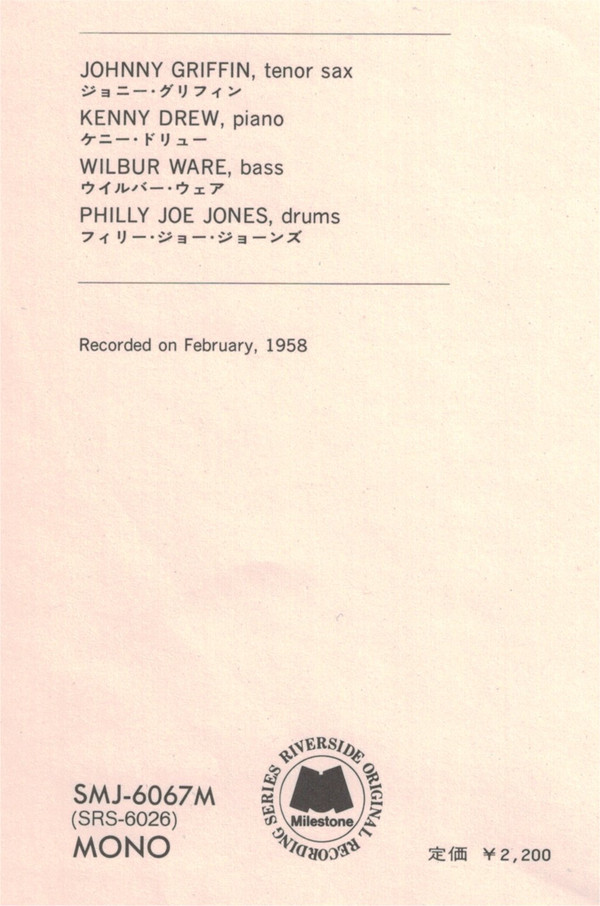 JOHNNY GRIFFIN, tenor sax
ジョニー・グリフィン
KENNY DREW, piano
ケニー・ドリュー
WILBUR WARE, bass
ウイルバー・ウェア
PHILLY JOE JONES, drums
フィリー・ジョー・ジョーンズ
Recorded on February, 1958
SMJ-6067M
(SRS-6026)
MONO
RIVERSIDE ORIGINAL RECORDING SERIES
Milestone
定価 ¥2,200